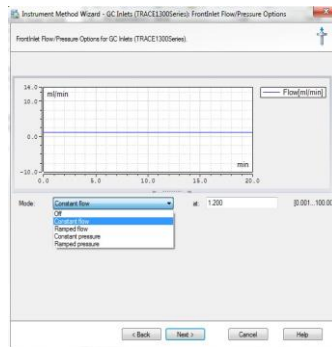 Instrument Method Wizard - GC Inlets (TRACE1300Series): FrontInlet Flow/Pressure Options
FrontInlet Flow/Pressure Options for GC Inlets (TRACE1300Series).
14.0
ml/min
10.0
0.0
-10.0
min
0.0 5.0 10.0 15.0 20.0
Flow[ml/min]
Mode: Constant flow at: 1.200 [0.001...100.00
Off
Constant flow
Ramped flow
Constant pressure
Ramped pressure
< Back Next > Cancel Help